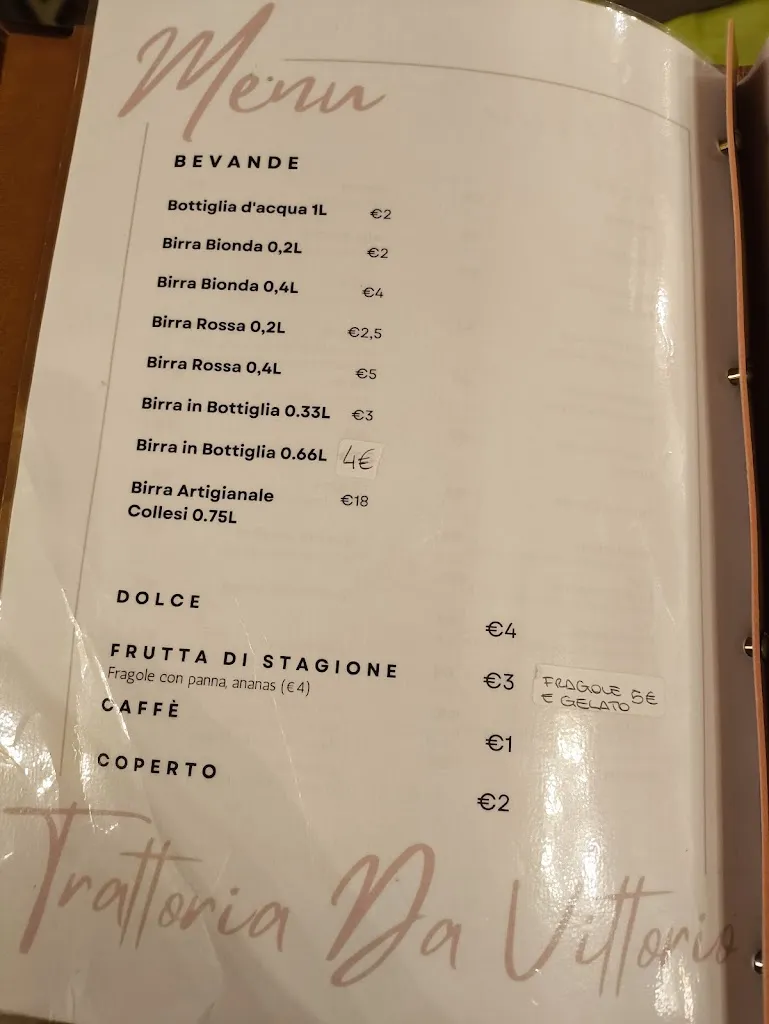 Menu
BEVANDE
Bottiglia d'acqua 1L €2
Birra Bionda 0,2L €2
Birra Bionda 0,4L €4
Birra Rossa 0,2L €2,5
Birra Rossa 0,4L €5
Birra in Bottiglia 0.33L €3
Birra in Bottiglia 0.66L 4€
Birra Artigianale €18
Collesi 0.75L
DOLCE €4
FRUTTA DI STAGIONE €3 FRAGOLE 5€
Fragole con panna, ananas (€4) E GELATO
CAFFÈ €1
COPERTO €2
Trattoria Da Vittorio